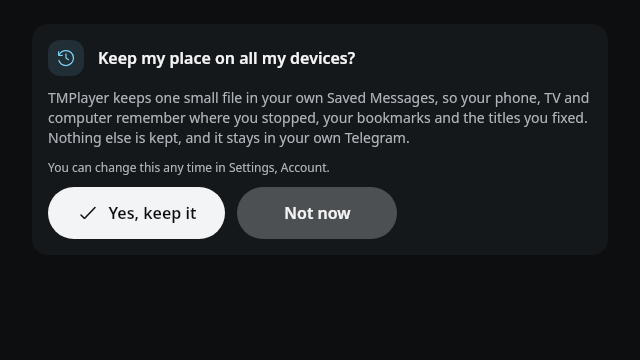 Keep my place on all my devices?
TMPlayer keeps one small file in your own Saved Messages, so your phone, TV and
computer remember where you stopped, your bookmarks and the titles you fixed.
Nothing else is kept, and it stays in your own Telegram.
You can change this any time in Settings, Account.
Yes, keep it
Not now